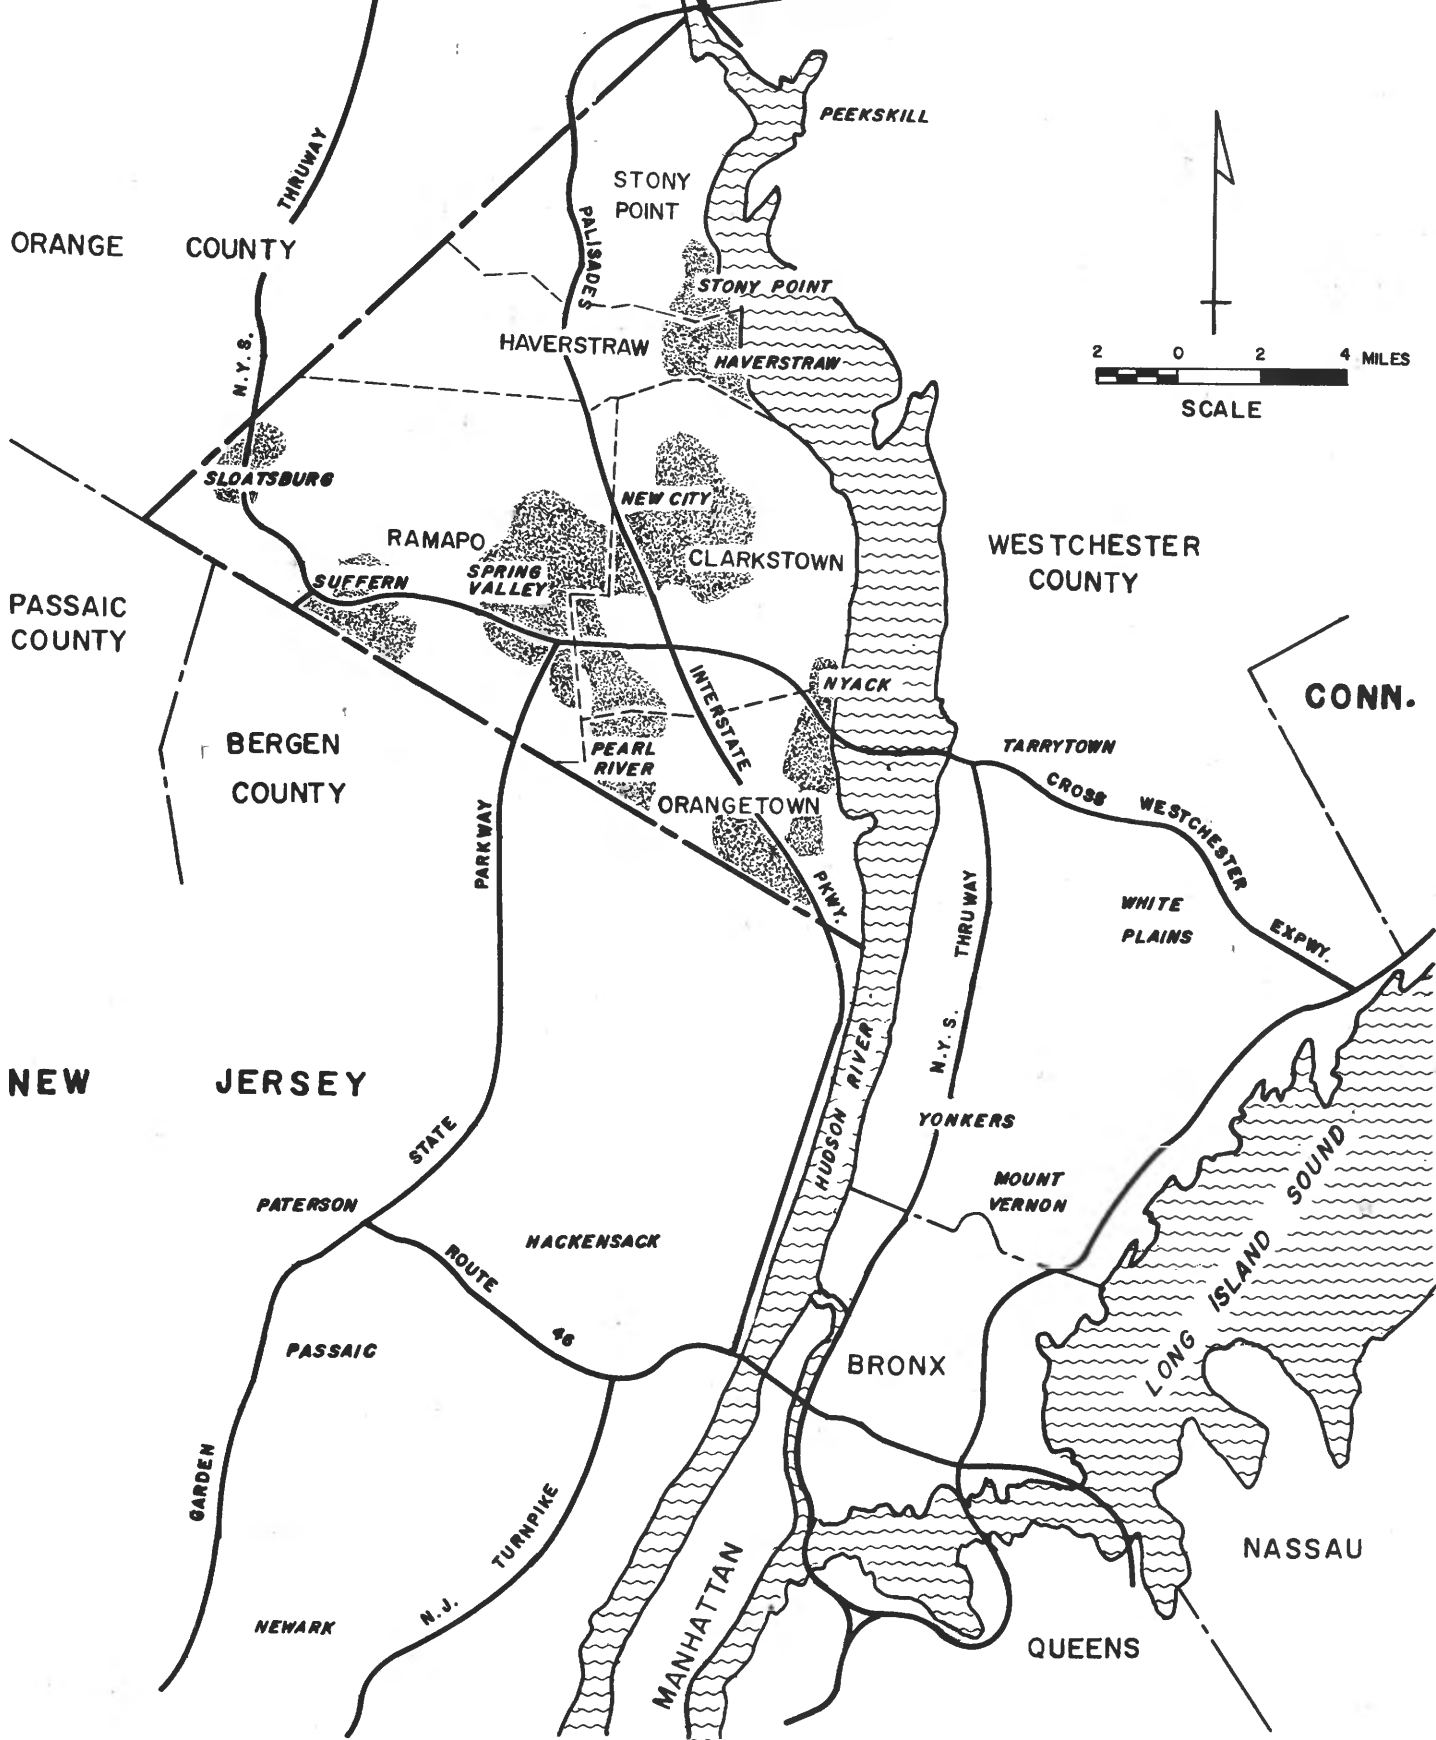 PEEKSKILL
THRUWAY
STONY
POINT
PALISADES
ORANGE COUNTY
STONY POINT
N.Y.S.
HAVERSTRAW
HAVERSTRAW
2 0 2 4 MILES
SCALE
SLOATSBURG
NEW CITY
RAMAPO
CLARKSTOWN
WESTCHESTER
COUNTY
SUFFERN
SPRING
VALLEY
PASSAIC
COUNTY
INTERSTATE
NYACK
CONN.
BERGEN
COUNTY
PEARL
RIVER
TARRYTOWN
CROSS WESTCHESTER EXPWY.
ORANGETOWN
PARKWAY
PKWY.
THRUWAY
WHITE
PLAINS
N.Y.S.
HUDSON RIVER
NEW JERSEY
STATE
YONKERS
LONG ISLAND SOUND
PATERSON
MOUNT
VERNON
HACKENSACK
ROUTE 46
PASSAIC
BRONX
GARDEN
TURNPIKE
N.J.
NEWARK
MANHATTAN
NASSAU
QUEENS